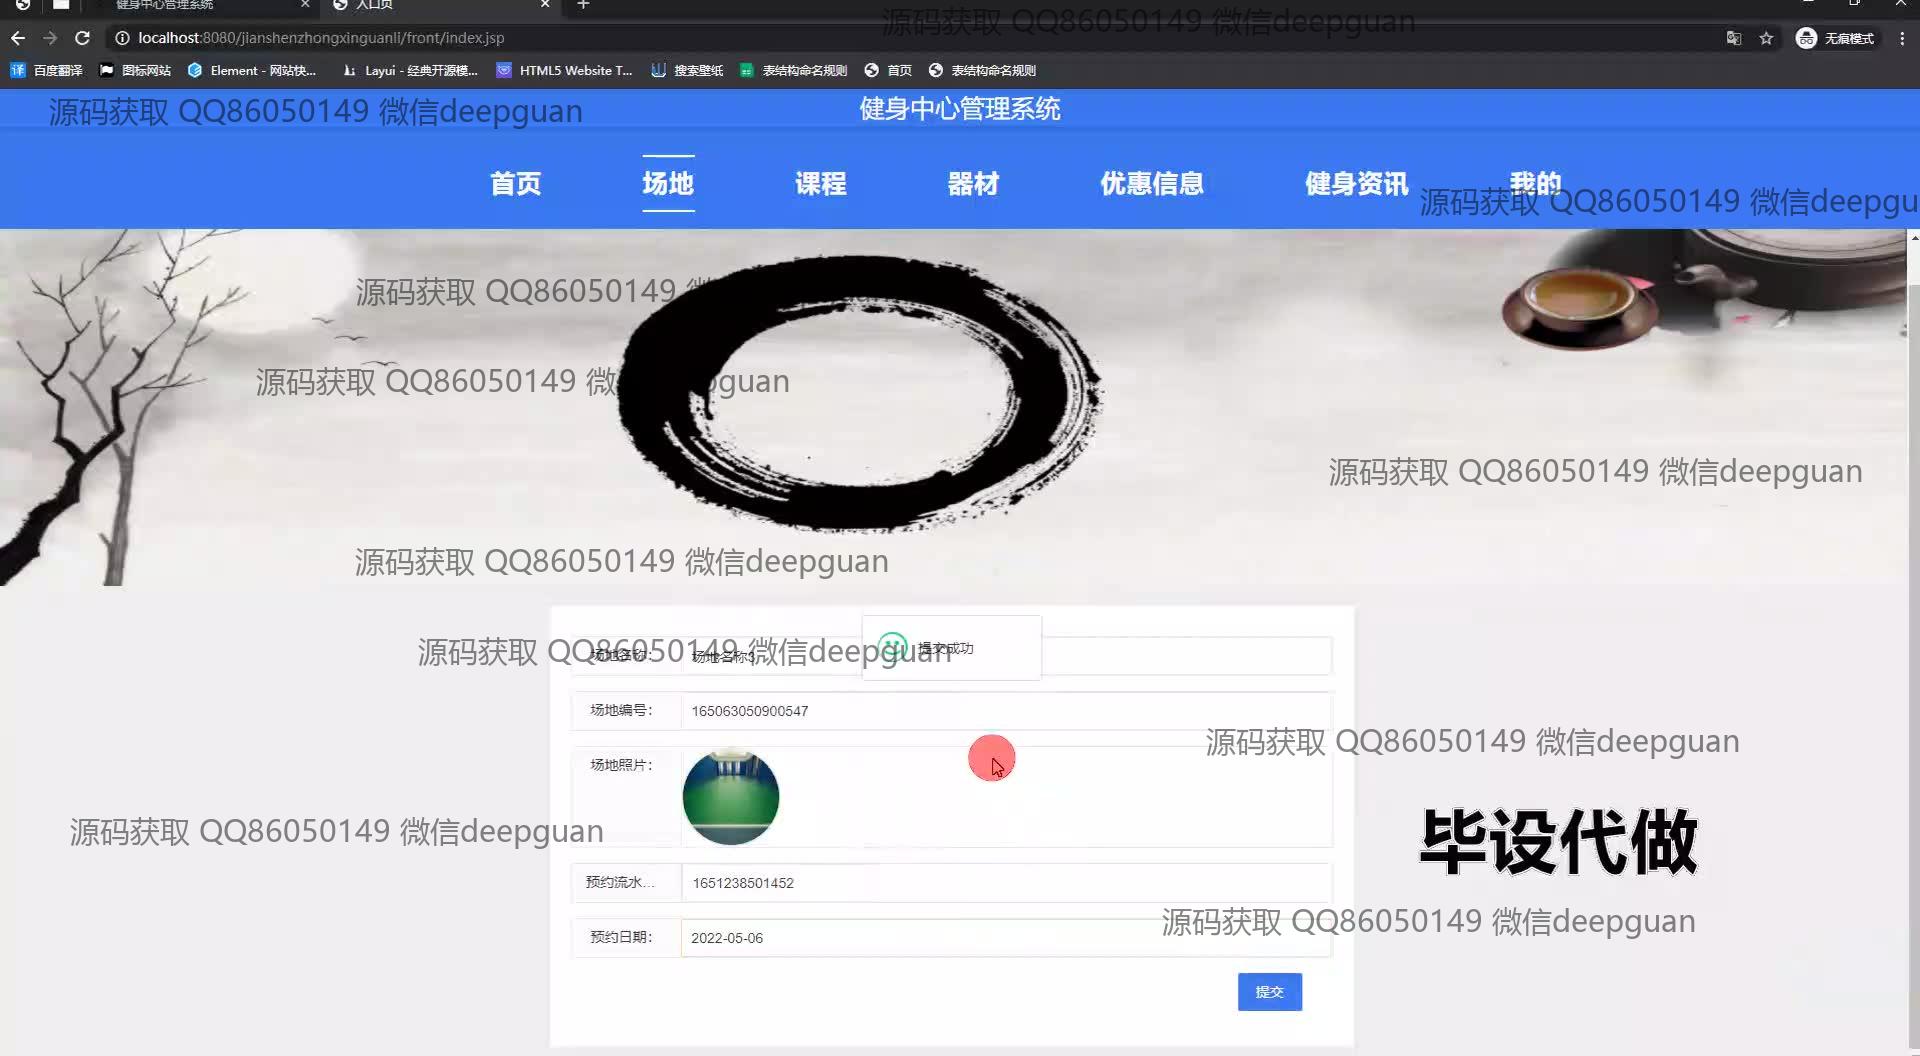 健身中心管理系统
入口页
源码获取 QQ86050149 微信deepguan
localhost:8080/jianshenzhongxinguanli/front/index.jsp
无痕模式
百度翻译
图标网站
Element - 网站快...
Layui - 经典开源模...
HTML5 Website T...
搜索壁纸
表结构命名规则
首页
表结构命名规则
源码获取 QQ86050149 微信deepguan
健身中心管理系统
首页
场地
课程
器材
优惠信息
健身资讯
我的
源码获取 QQ86050149 微信deepgu
源码获取 QQ86050149 微
源码获取 QQ86050149 微 pguan
源码获取 QQ86050149 微信deepguan
源码获取 QQ86050149 微信deepguan
提交成功
场地名称:
场地名称3
源码获取 QQ86050149 微信deepguan
场地编号:
165063050900547
源码获取 QQ86050149 微信deepguan
场地照片:
源码获取 QQ86050149 微信deepguan
毕设代做
预约流水...
1651238501452
源码获取 QQ86050149 微信deepguan
预约日期:
2022-05-06
提交